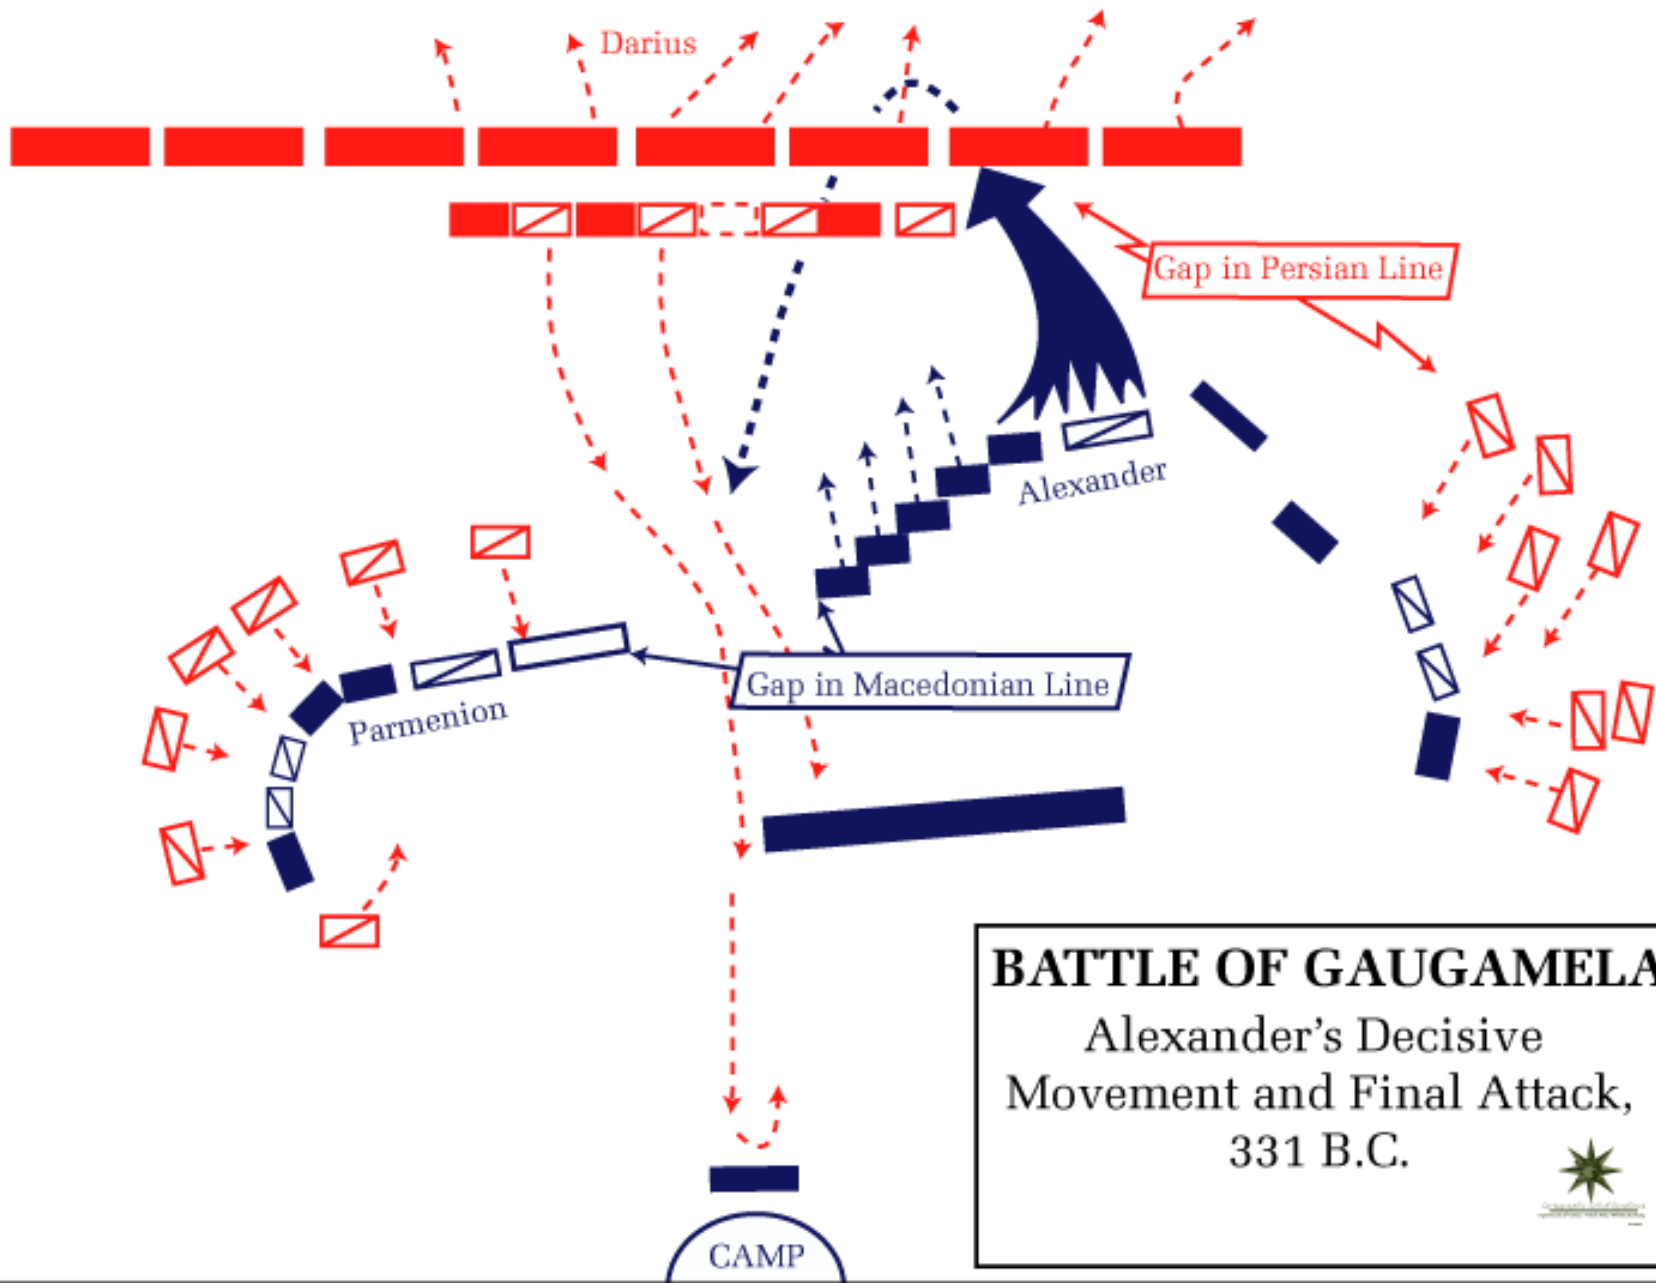 Darius
Gap in Persian Line
Alexander
Gap in Macedonian Line
Parmenion
BATTLE OF GAUGAMELA
Alexander's Decisive
Movement and Final Attack,
331 B.C.
CAMP